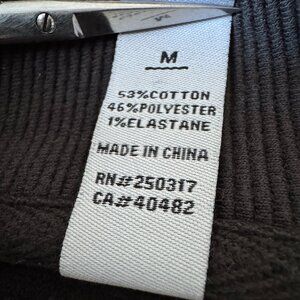 M
53%COTTON
46%POLYESTER
1%ELASTANE
MADE IN CHINA
RN#250317
CA#40482